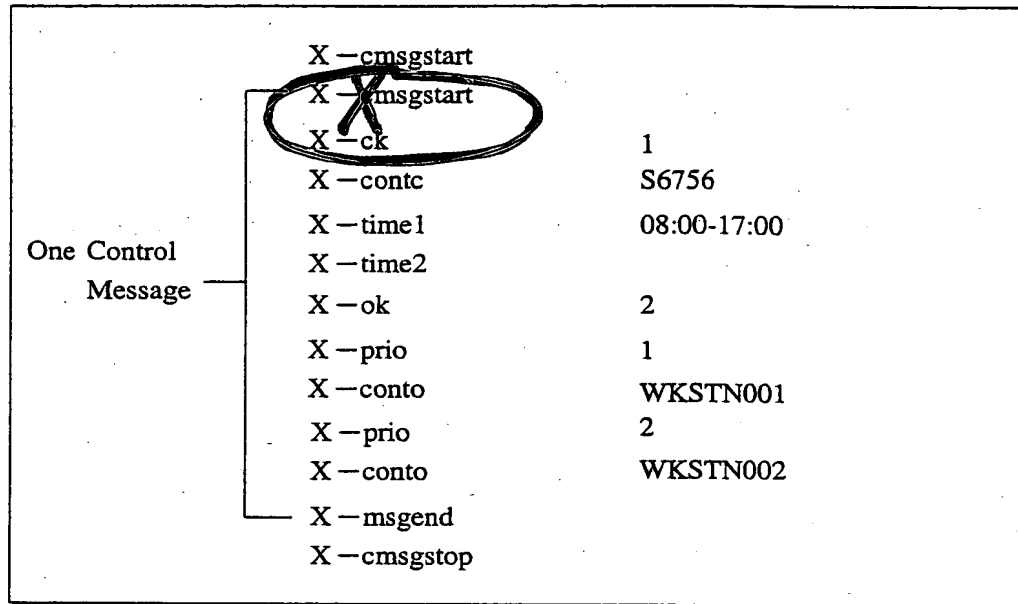 X —cmsgstart
X —cmsgstart
X —ck 1
X —contc S6756
X —time1 08:00-17:00
One Control
Message
X —time2
X —ok 2
X —prio 1
X —conto WKSTN001
X —prio 2
X —conto WKSTN002
X —msgend
X —cmsgstop